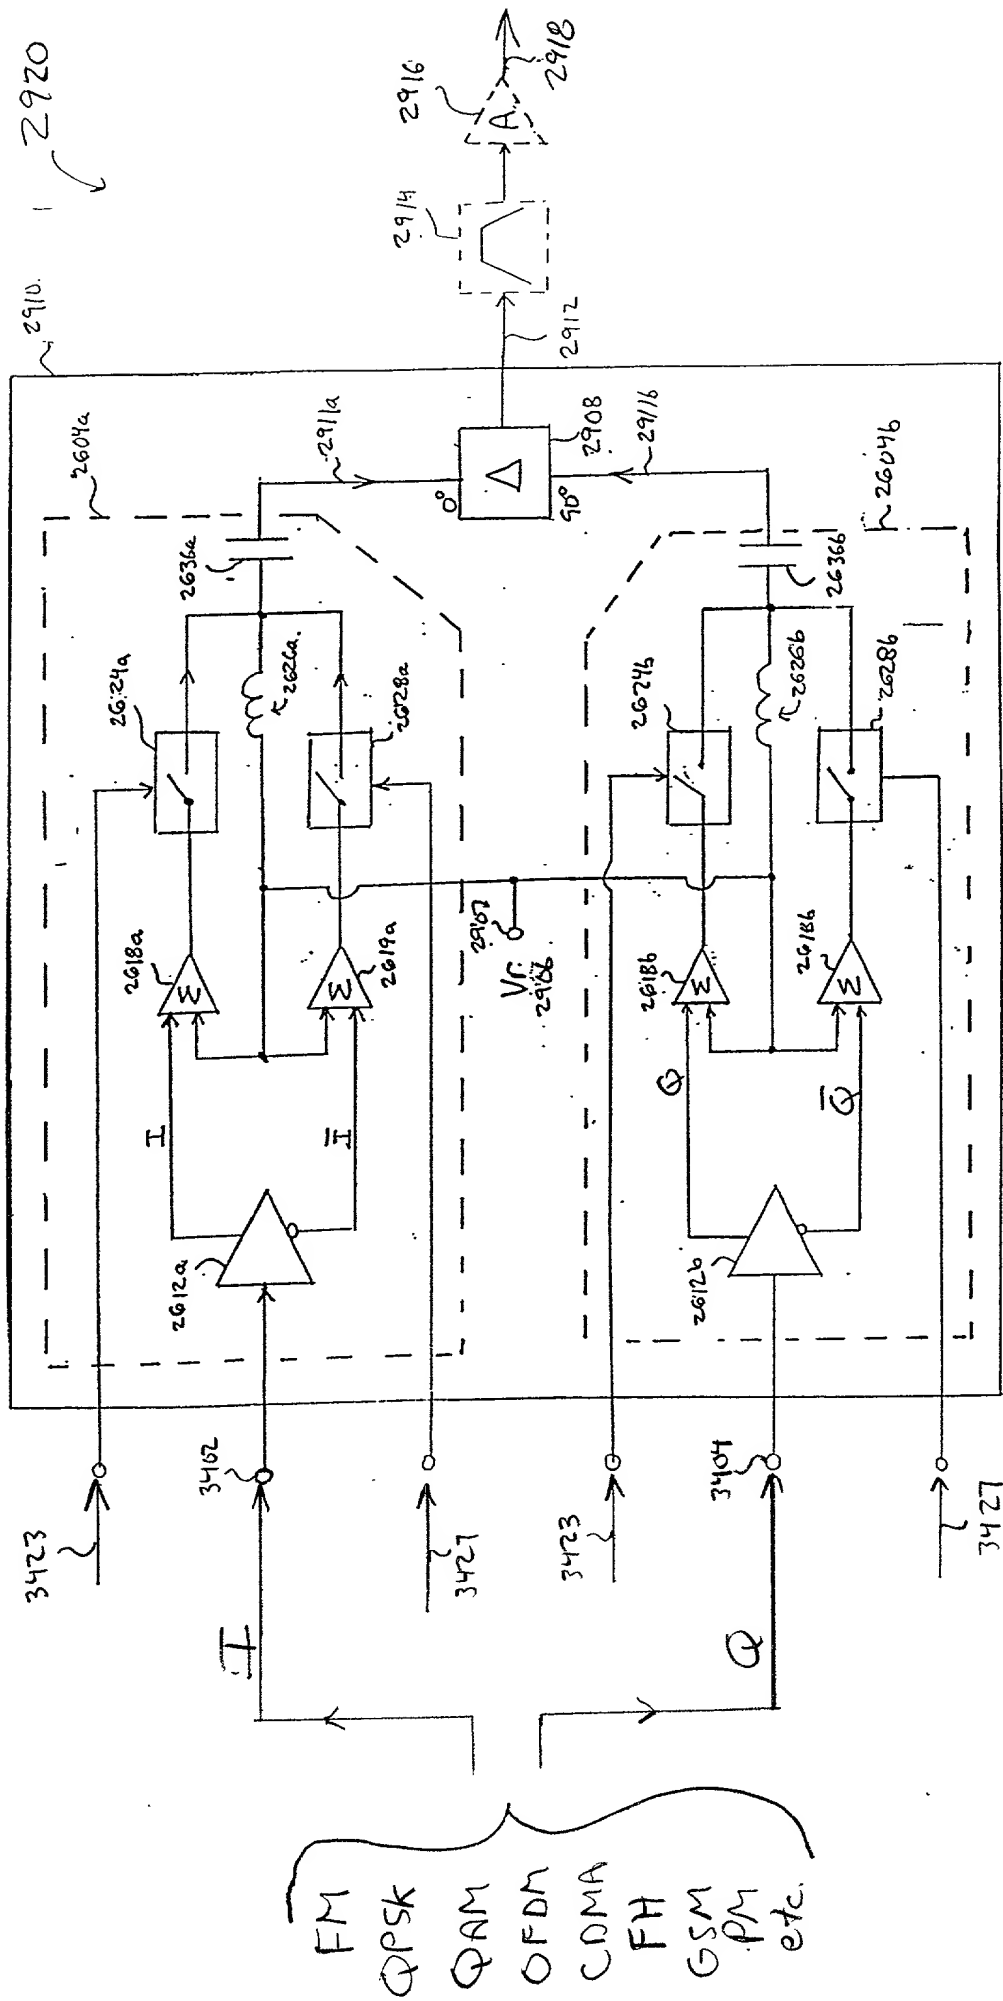 2920
2910
2604a
3423
2624a
2618a
I
2636a
2911a
2626a
3402
2612a
I
0°
2914
2916
A
2628a
2619a
Σ
Σ
I̅
3427
2912
2918
Δ
2908
90°
2907
Vr
2906
FM
QPSK
QAM
OFDM
CDMA
FH
GSM
PM
etc.
3423
2624b
2618b
Q
2911b
2604b
2636b
2626b
3404
2612b
Q
2628b
2618b
Σ
Σ
Q̅
3427